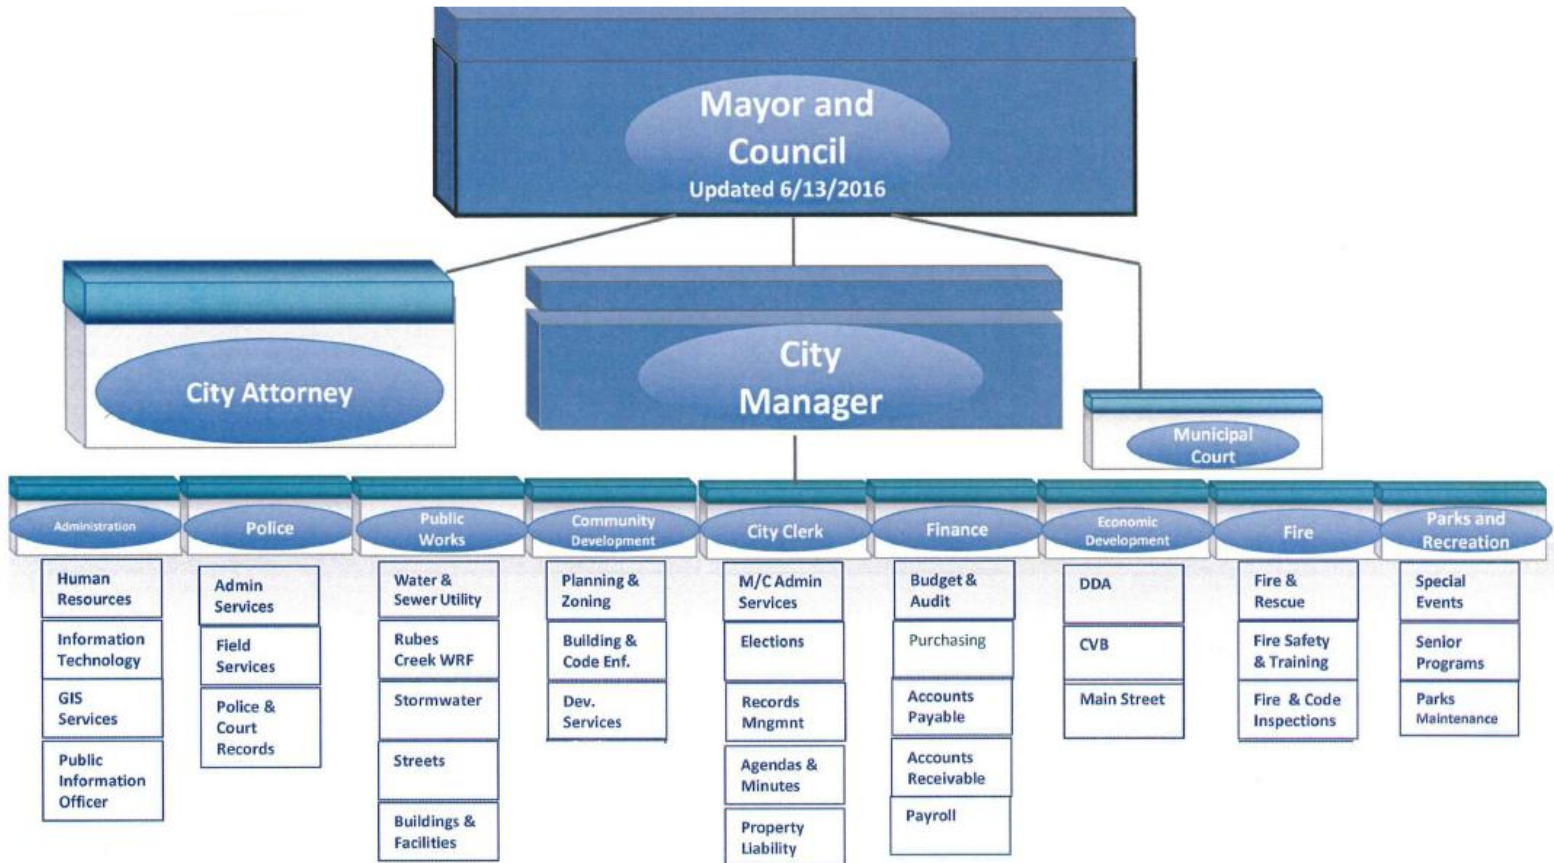 Mayor and
Council
Updated 6/13/2016
City Attorney
City
Manager
Municipal
Court
Administration
Police
Public
Works
Community
Development
City Clerk
Finance
Economic
Development
Fire
Parks and
Recreation
Human
Resources
Information
Technology
GIS
Services
Public
Information
Officer
Admin
Services
Field
Services
Police &
Court
Records
Water &
Sewer Utility
Rubes
Creek WRF
Stormwater
Streets
Buildings &
Facilities
Planning &
Zoning
Building &
Code Enf.
Dev.
Services
M/C Admin
Services
Elections
Records
Mngmnt
Agendas &
Minutes
Property
Liability
Budget &
Audit
Purchasing
Accounts
Payable
Accounts
Receivable
Payroll
DDA
CVB
Main Street
Fire &
Rescue
Fire Safety
& Training
Fire & Code
Inspections
Special
Events
Senior
Programs
Parks
Maintenance